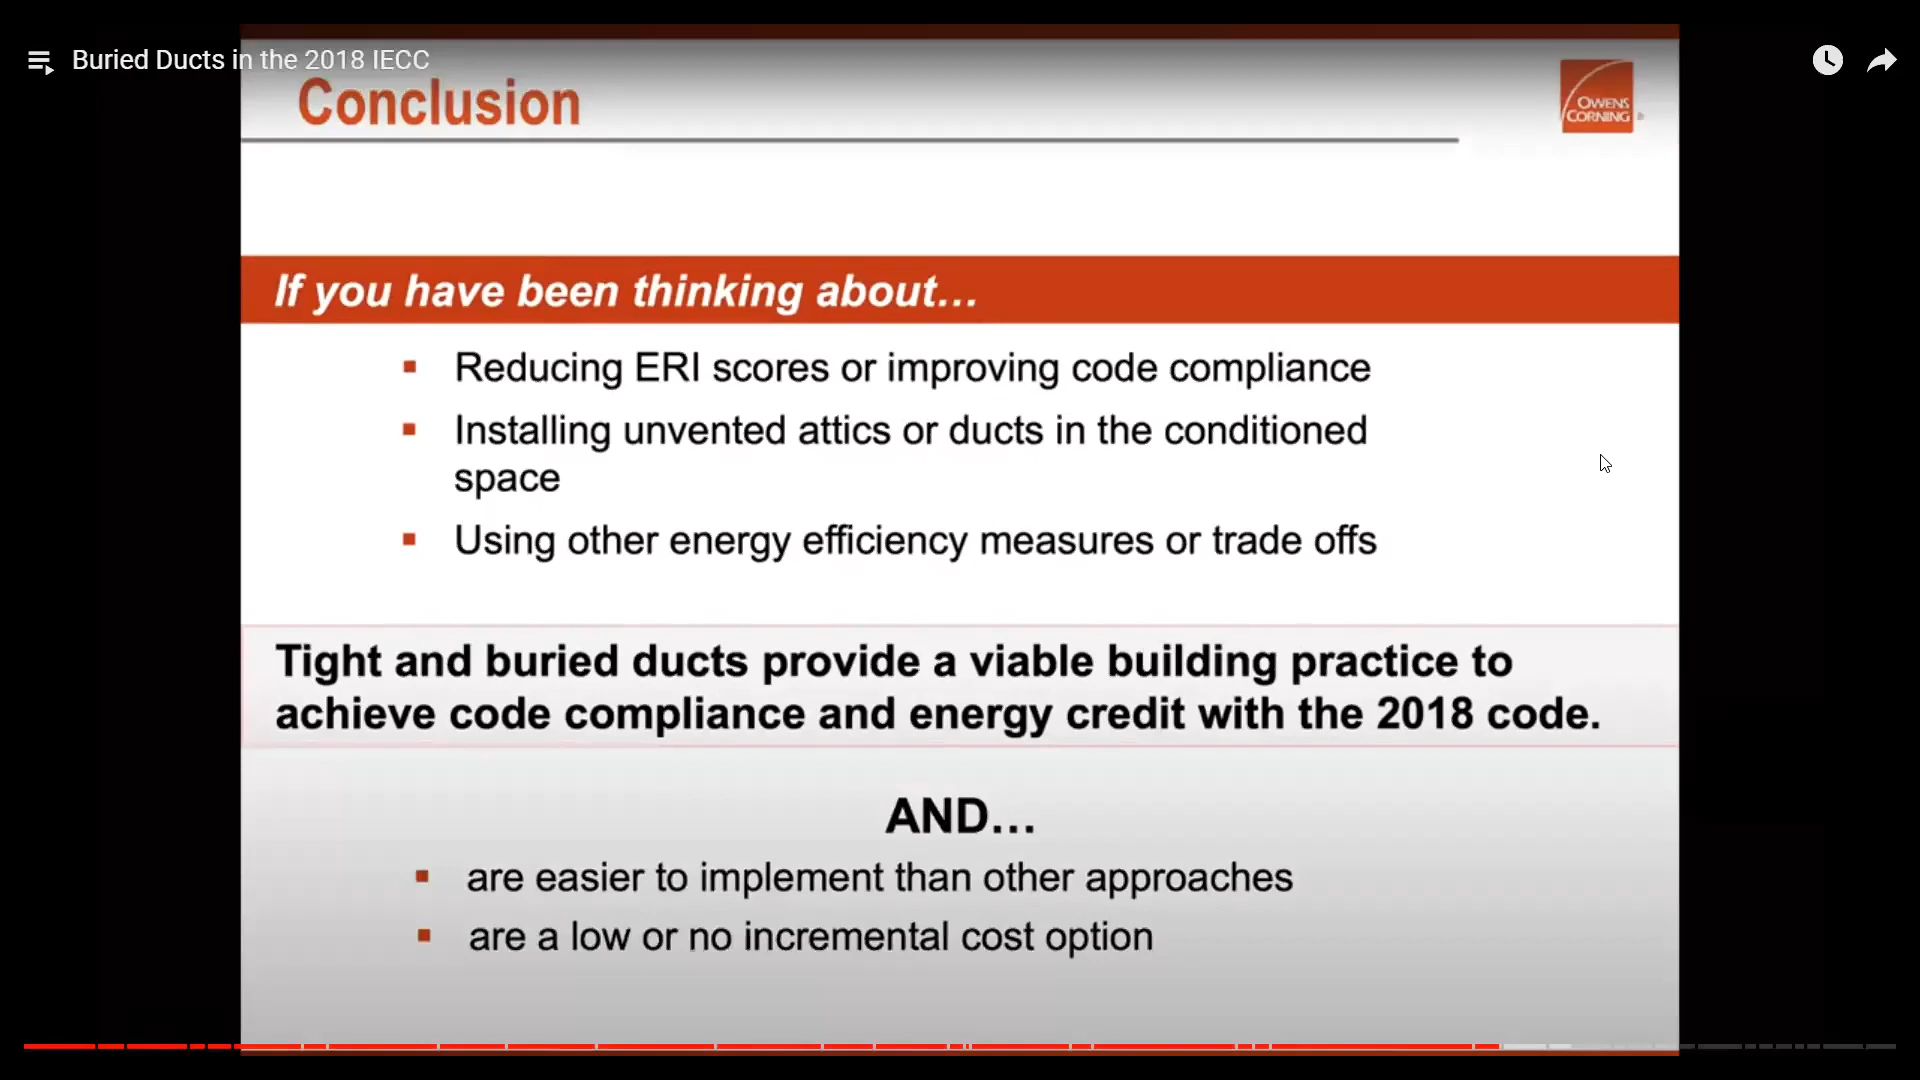 Buried Ducts in the 2018 IECC
Conclusion
OWENS
CORNING
If you have been thinking about...
Reducing ERI scores or improving code compliance
Installing unvented attics or ducts in the conditioned
space
Using other energy efficiency measures or trade offs
Tight and buried ducts provide a viable building practice to
achieve code compliance and energy credit with the 2018 code.
AND...
are easier to implement than other approaches
are a low or no incremental cost option